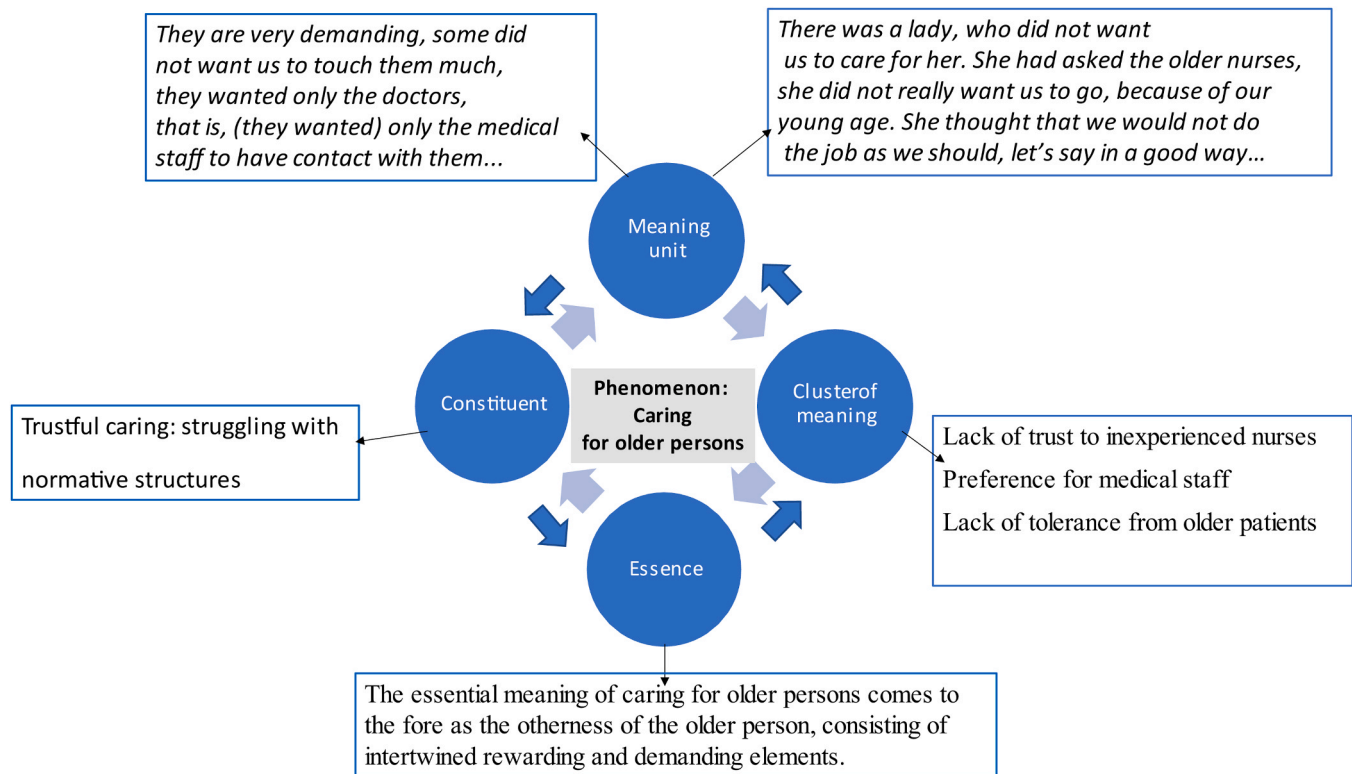 They are very demanding, some did
not want us to touch them much,
they wanted only the doctors,
that is, (they wanted) only the medical
staff to have contact with them...
There was a lady, who did not want
us to care for her. She had asked the older nurses,
she did not really want us to go, because of our
young age. She thought that we would not do
the job as we should, let’s say in a good way…
Meaning
unit
Constituent
Phenomenon:
Caring
for older persons
Clusterof
meaning
Trustful caring: struggling with
normative structures
Lack of trust to inexperienced nurses
Preference for medical staff
Lack of tolerance from older patients
Essence
The essential meaning of caring for older persons comes to
the fore as the otherness of the older person, consisting of
intertwined rewarding and demanding elements.